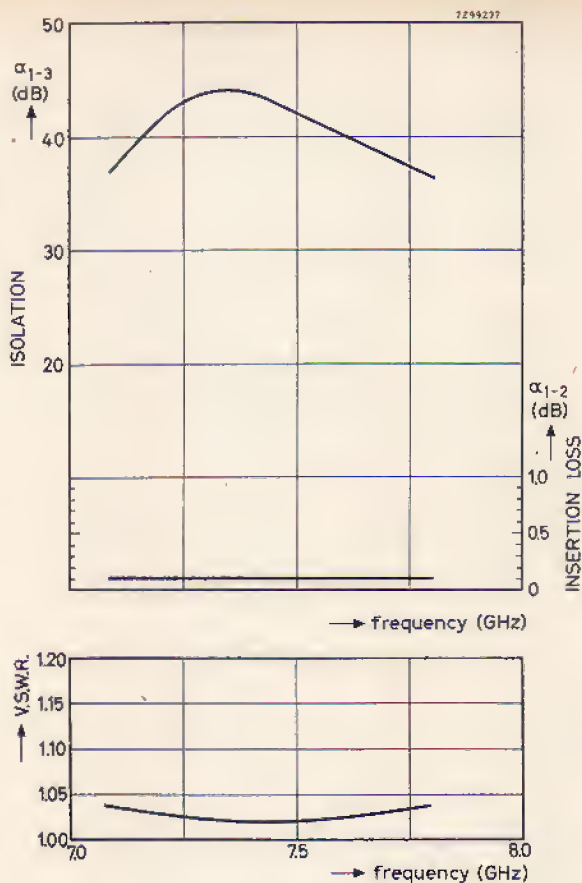 7Z99277
50
α1-3
(dB)
40
30
20
ISOLATION
α1-2
(dB)
1.0
0.5
0
INSERTION LOSS
frequency (GHz)
1.20
1.15
1.10
1.05
1.00
V.S.W.R.
7.0
7.5
8.0
frequency (GHz)